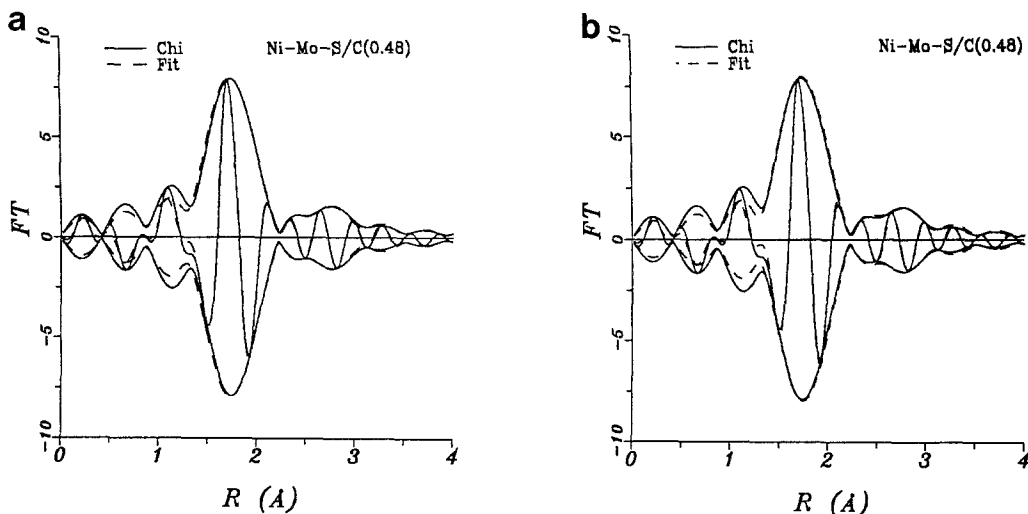 a
10
5
0
-5
-10
FT
Chi
Fit
Ni-Mo-S/C(0.48)
0 1 2 3 4
R (Å)
b
10
5
0
-5
-10
FT
Chi
Fit
Ni-Mo-S/C(0.48)
0 1 2 3 4
R (Å)